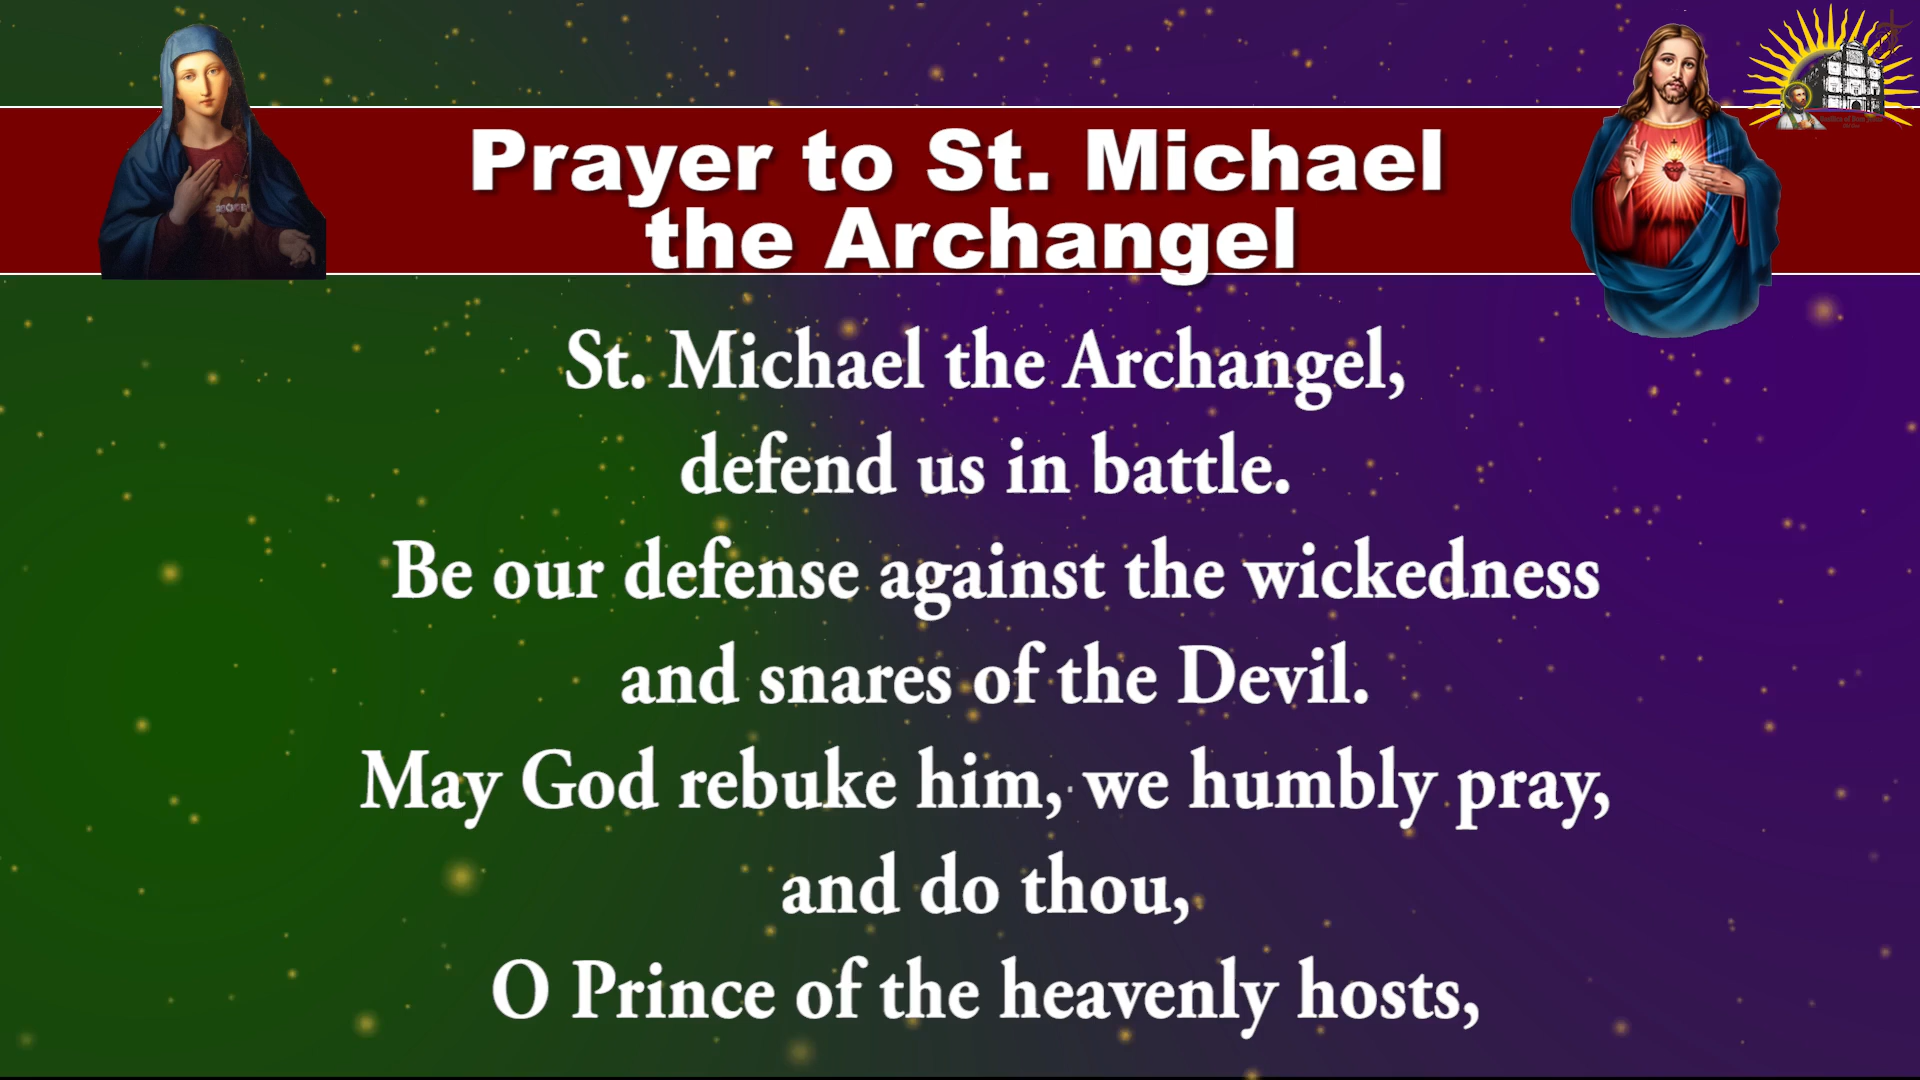 Prayer to St. Michael
the Archangel
St. Michael the Archangel,
defend us in battle.
Be our defense against the wickedness
and snares of the Devil.
May God rebuke him, we humbly pray,
and do thou,
O Prince of the heavenly hosts,